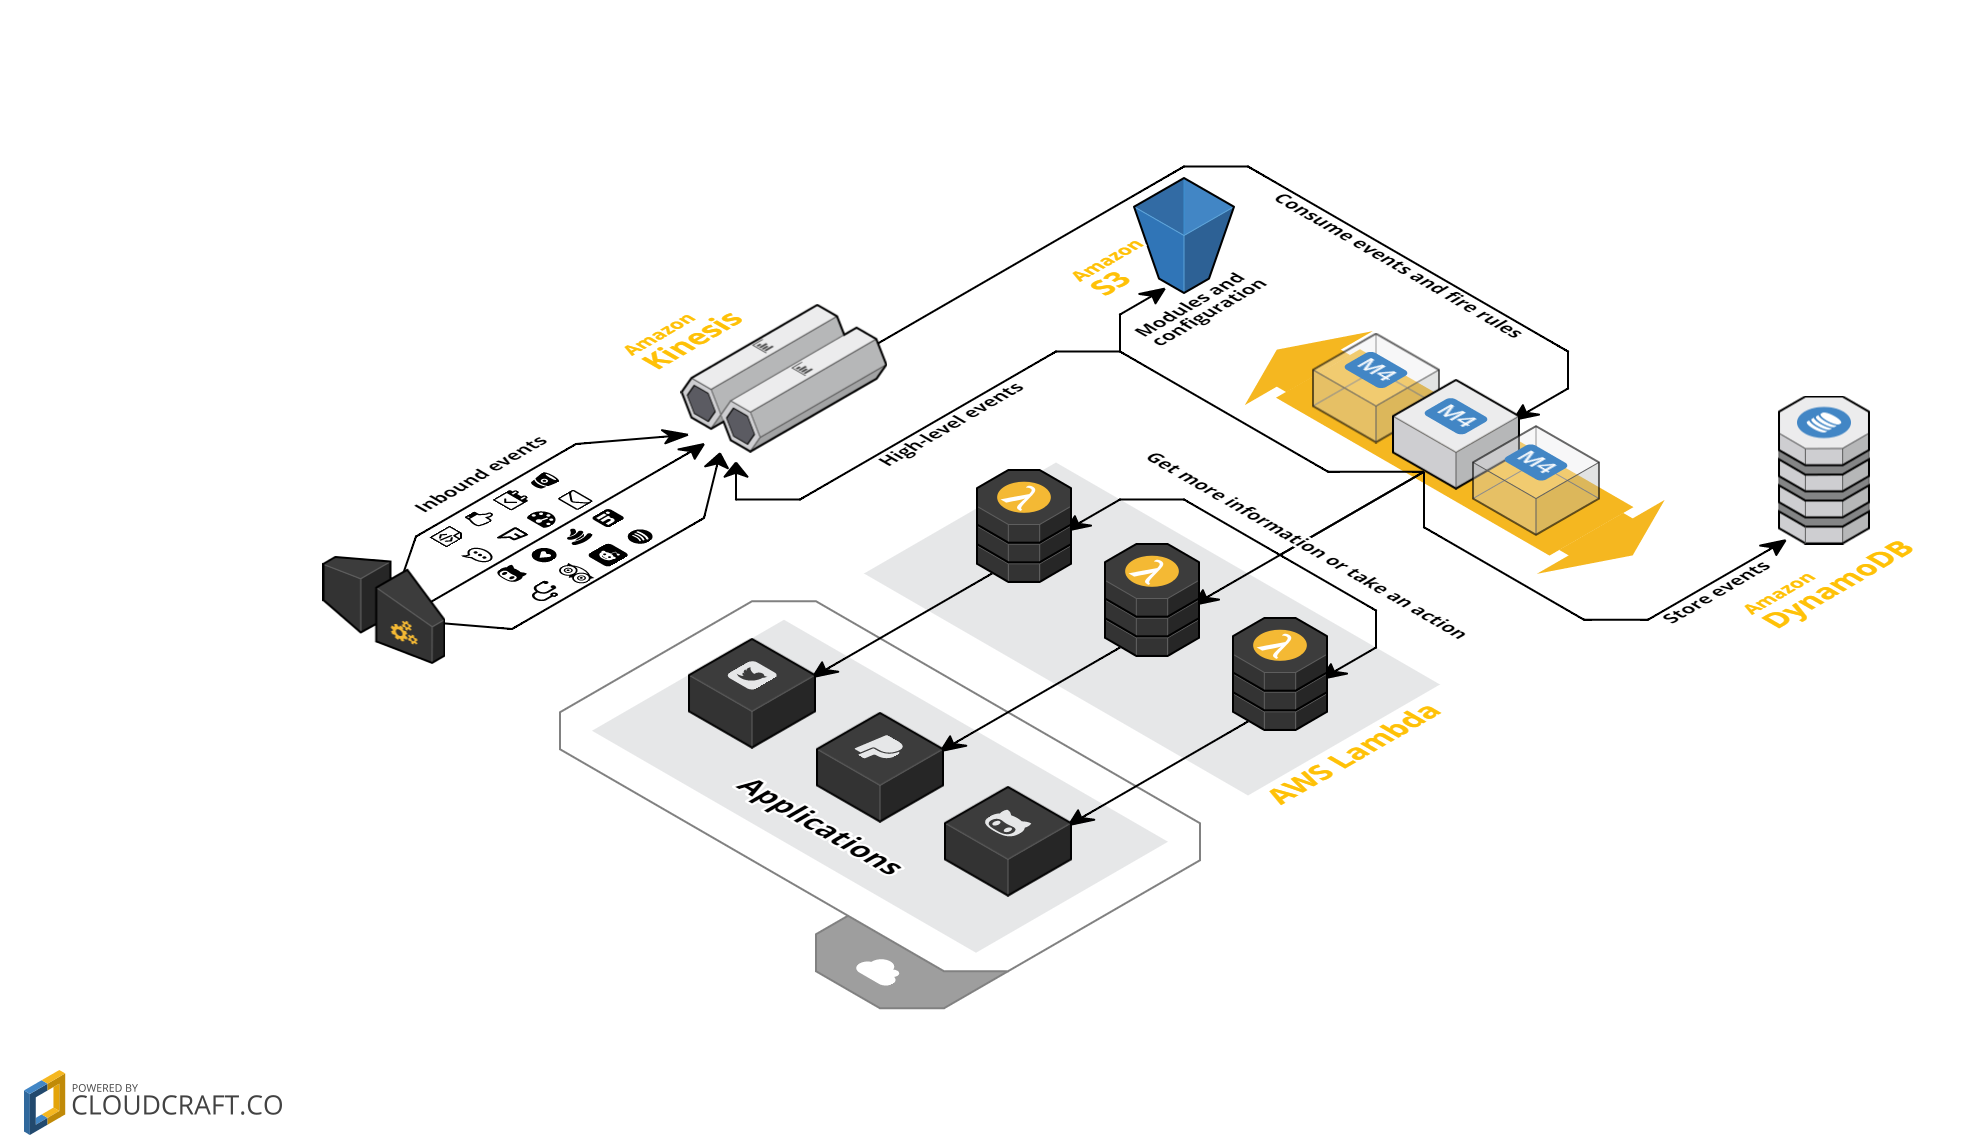 Consume events and fire rules
Amazon
S3
Modules and
configuration
Amazon
Kinesis
M4
M4
M4
High-level events
Inbound events
</>
in
Get more information or take an action
λ
λ
λ
Store events
Amazon
DynamoDB
AWS Lambda
Applications
POWERED BY
CLOUDCRAFT.CO